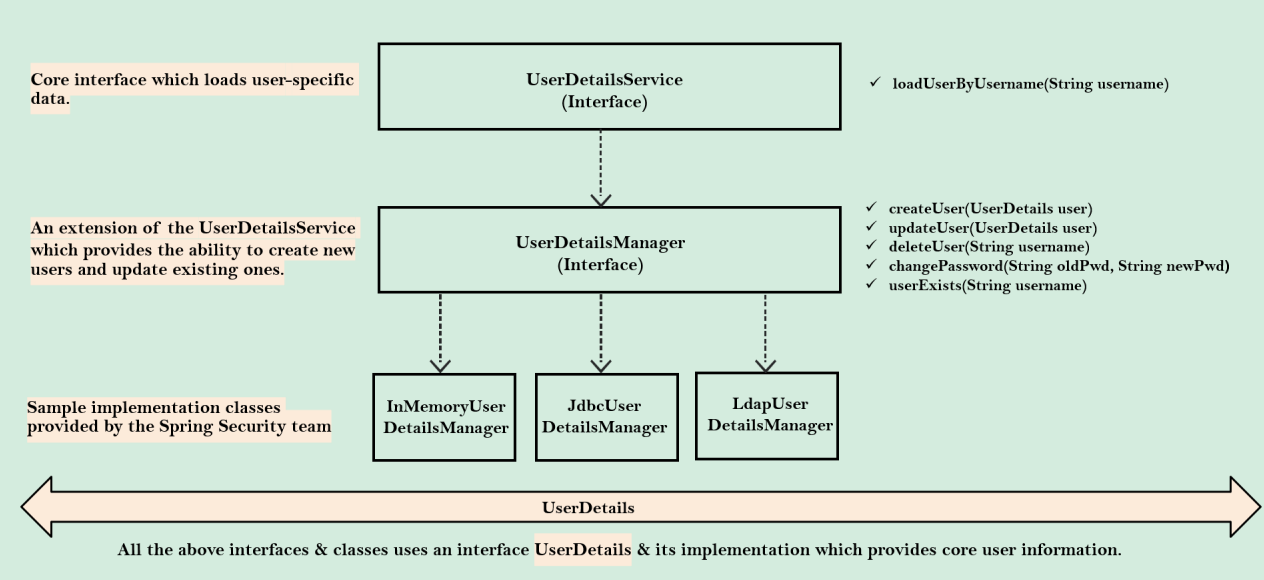 Core interface which loads user-specific
data.
UserDetailsService
(Interface)
✓ loadUserByUsername(String username)
An extension of the UserDetailsService
which provides the ability to create new
users and update existing ones.
UserDetailsManager
(Interface)
✓ createUser(UserDetails user)
✓ updateUser(UserDetails user)
✓ deleteUser(String username)
✓ changePassword(String oldPwd, String newPwd)
✓ userExists(String username)
Sample implementation classes
provided by the Spring Security team
InMemoryUser
DetailsManager
JdbcUser
DetailsManager
LdapUser
DetailsManager
UserDetails
All the above interfaces & classes uses an interface UserDetails & its implementation which provides core user information.